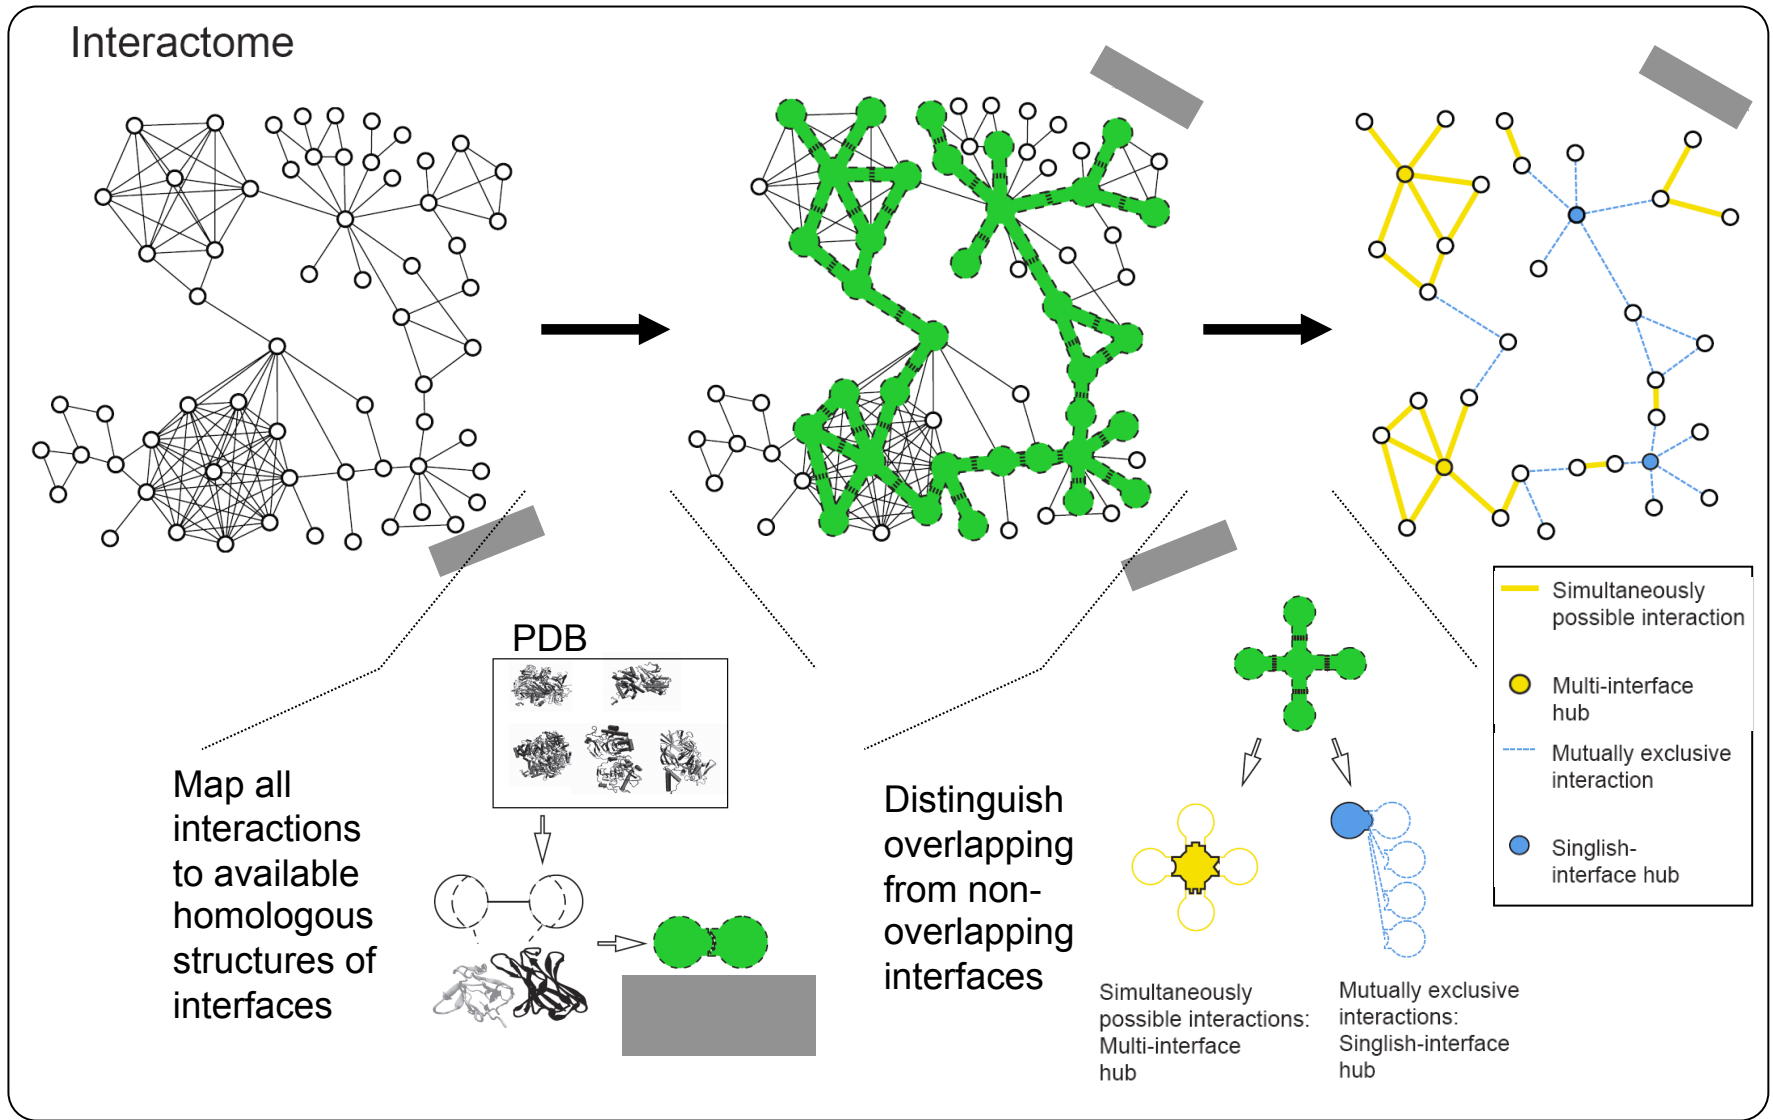 Interactome
PDB
Map all
interactions
to available
homologous
structures of
interfaces
Distinguish
overlapping
from non-
overlapping
interfaces
Simultaneously
possible interactions:
Multi-interface
hub
Mutually exclusive
interactions:
Singlish-interface
hub
Simultaneously
possible interaction
Multi-interface
hub
Mutually exclusive
interaction
Singlish-
interface hub